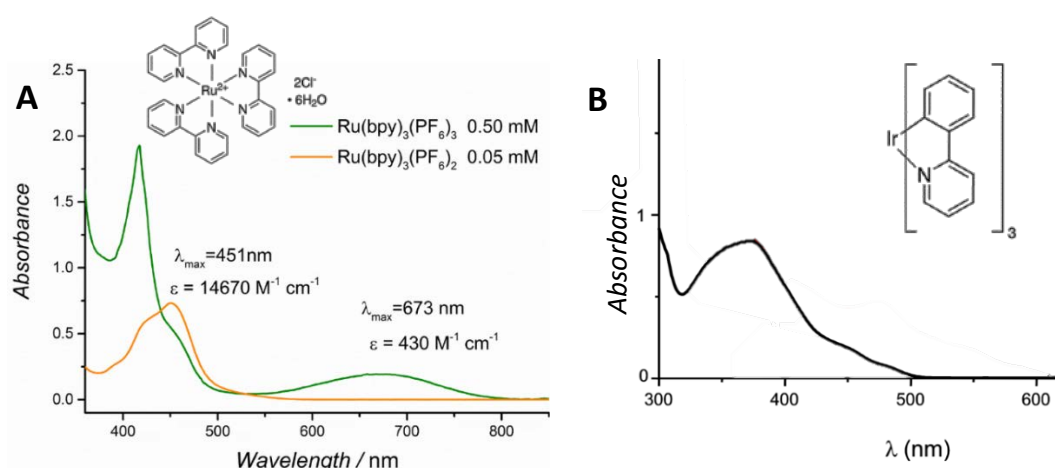 A
2.5
2.0
1.5
1.0
0.5
0.0
Absorbance
400 500 600 700 800
Wavelength / nm
N N N Ru²⁺ N N N
2Cl⁻
• 6H₂O
Ru(bpy)₃(PF₆)₃ 0.50 mM
Ru(bpy)₃(PF₆)₂ 0.05 mM
λmax=451nm
ε = 14670 M⁻¹ cm⁻¹
λmax=673 nm
ε = 430 M⁻¹ cm⁻¹
B
Absorbance
1
0
300 400 500 600
λ (nm)
Ir
N
3